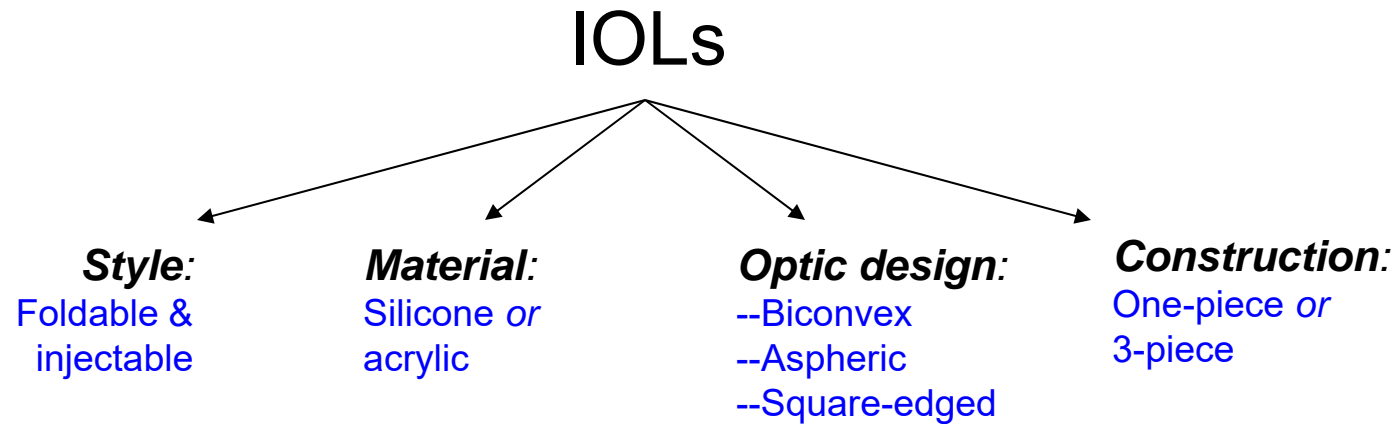 IOLs
Style:
Foldable &
injectable
Material:
Silicone or
acrylic
Optic design:
--Biconvex
--Aspheric
--Square-edged
Construction:
One-piece or
3-piece